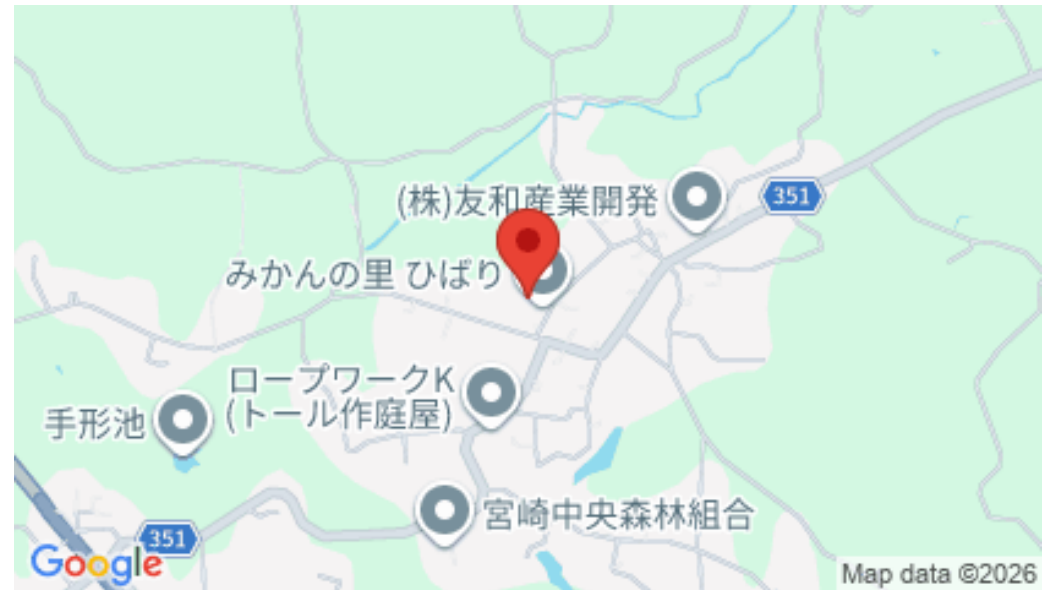 (株)友和産業開発
351
みかんの里 ひばり
ロープワークK
(トール作庭屋)
手形池
宮崎中央森林組合
351
Google
Map data ©2026